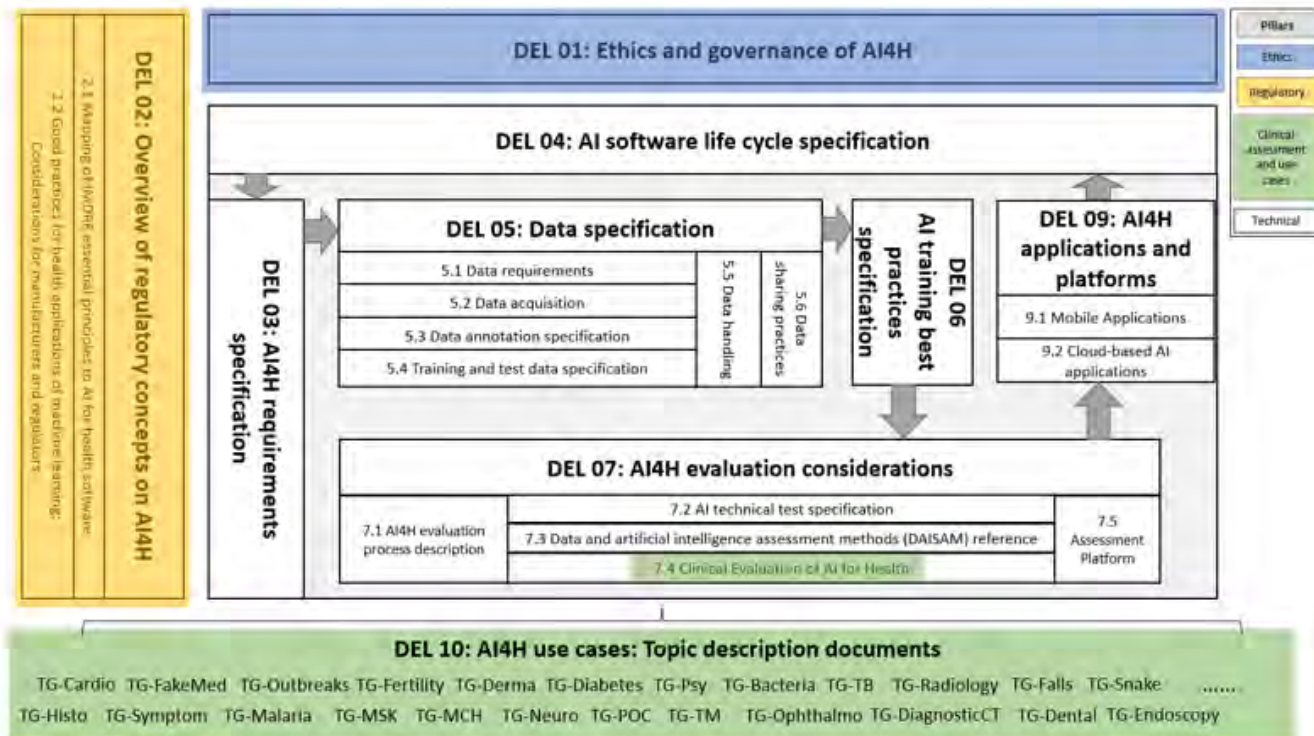 DEL 01: Ethics and governance of AI4H
Pillars
Ethics
Regulatory
Clinical
assessment
and use
cases
Technical
DEL 02: Overview of regulatory concepts on AI4H
2.1 Mapping of IMDRF essential principles to AI for health software
2.2 Good practices for health applications of machine learning:
Considerations for manufacturers and regulators
DEL 04: AI software life cycle specification
DEL 03: AI4H requirements
specification
DEL 05: Data specification
5.1 Data requirements
5.2 Data acquisition
5.3 Data annotation specification
5.4 Training and test data specification
5.5 Data handling
5.6 Data
sharing practices
DEL 06
AI training best
practices
specification
DEL 09: AI4H
applications and
platforms
9.1 Mobile Applications
9.2 Cloud-based AI
applications
DEL 07: AI4H evaluation considerations
7.1 AI4H evaluation
process description
7.2 AI technical test specification
7.3 Data and artificial intelligence assessment methods (DAISAM) reference
7.4 Clinical Evaluation of AI for Health
7.5
Assessment
Platform
DEL 10: AI4H use cases: Topic description documents
TG-Cardio TG-FakeMed TG-Outbreaks TG-Fertility TG-Derma TG-Diabetes TG-Psy TG-Bacteria TG-TB TG-Radiology TG-Falls TG-Snake ......
TG-Histo TG-Symptom TG-Malaria TG-MSK TG-MCH TG-Neuro TG-POC TG-TM TG-Ophthalmo TG-DiagnosticCT TG-Dental TG-Endoscopy